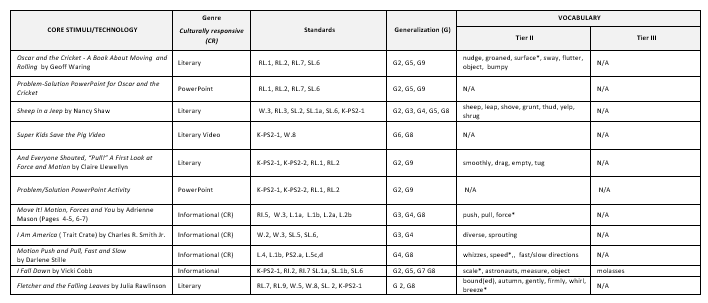 CORE STIMULI/TECHNOLOGY
Genre
Culturally responsive
(CR)
Standards
Generalization (G)
VOCABULARY
Tier II
Tier III
Oscar and the Cricket - A Book About Moving and
Rolling by Geoff Waring
Literary
RL.1, RL.2, RL.7, SL.6
G2, G5, G9
nudge, groaned, surface*, sway, flutter,
object, bumpy
N/A
Problem-Solution PowerPoint for Oscar and the
Cricket
PowerPoint
RL.1, RL.2, RL.7, SL.6
G2, G5, G9
N/A
N/A
Sheep in a Jeep by Nancy Shaw
Literary
W.3, RL.3, SL.2, SL.1a, SL.6, K-PS2-1
G2, G3, G4, G5, G8
sheep, leap, shove, grunt, thud, yelp,
shrug
N/A
Super Kids Save the Pig Video
Literary Video
K-PS2-1, W.8
G6, G8
N/A
N/A
And Everyone Shouted, "Pull!" A First Look at
Force and Motion by Claire Llewellyn
Literary
K-PS2-1, K-PS2-2, RL.1, RL.2
G2, G9
smoothly, drag, empty, tug
N/A
Problem/Solution PowerPoint Activity
PowerPoint
K-PS2-1, K-PS2-2, RL.1, RL.2
G2, G9
N/A
N/A
Move It! Motion, Forces and You by Adrienne
Mason (Pages 4-5, 6-7)
Informational (CR)
RI.5, W.3, L.1a, L.1b, L.2a, L.2b
G3, G4, G8
push, pull, force*
N/A
I Am America ( Trait Crate) by Charles R. Smith Jr.
Informational (CR)
W.2, W.3, SL.5, SL.6,
G3, G4
diverse, sprouting
N/A
Motion Push and Pull, Fast and Slow
by Darlene Stille
Informational (CR)
L.4, L.1b, PS2.a, L.5c,d
G4, G8
whizzes, speed*,, fast/slow directions
N/A
I Fall Down by Vicki Cobb
Informational
K-PS2-1, RI.2, RI.7 SL.1a, SL.1b, SL.6
G2, G5, G7 G8
scale*, astronauts, measure, object
molasses
Fletcher and the Falling Leaves by Julia Rawlinson
Literary
RL.7, RL.9, W.5, W.8, SL. 2, K-PS2-1
G 2, G8
bound(ed), autumn, gently, firmly, whirl,
breeze*
N/A